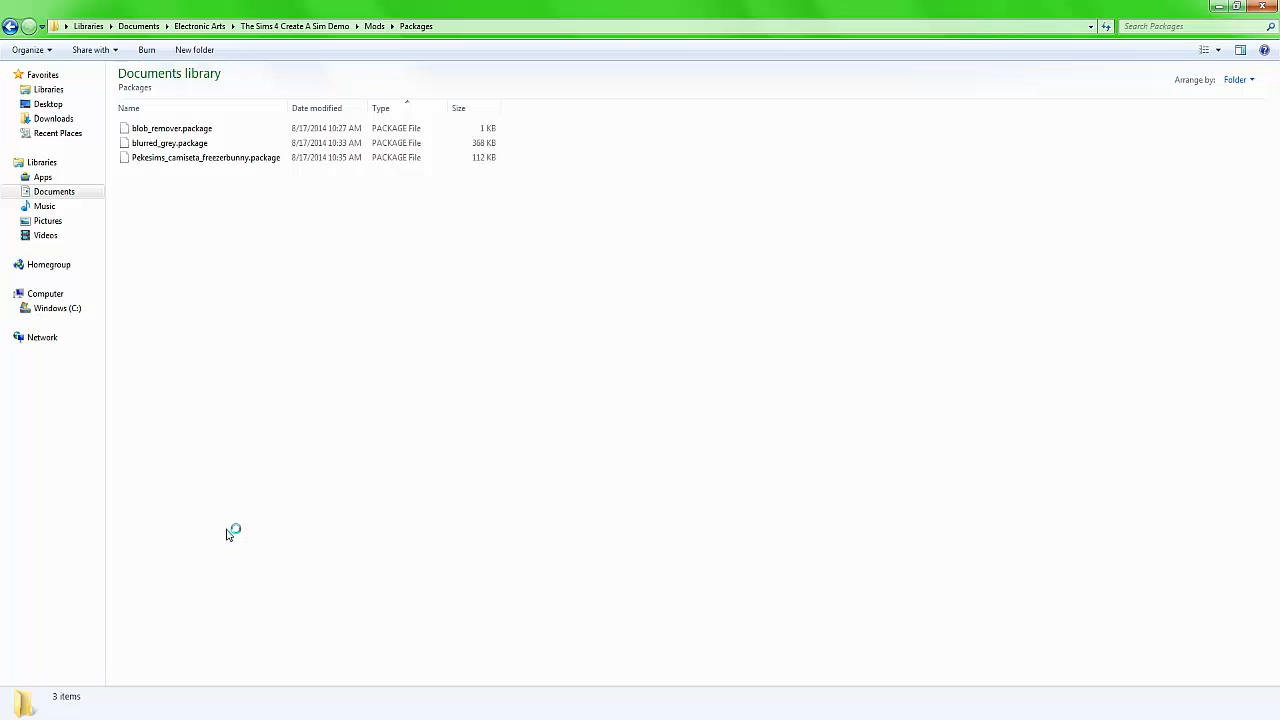 Libraries Documents Electronic Arts The Sims 4 Create A Sim Demo Mods Packages Search Packages
Organize Share with Burn New folder
Favorites
Libraries
Desktop
Downloads
Recent Places
Libraries
Apps
Documents
Music
Pictures
Videos
Homegroup
Computer
Windows (C:)
Network
Documents library
Packages
Arrange by: Folder
Name Date modified Type Size
blob_remover.package 8/17/2014 10:27 AM PACKAGE File 1 KB
blurred_grey.package 8/17/2014 10:33 AM PACKAGE File 368 KB
Pekesims_camiseta_freezerbunny.package 8/17/2014 10:35 AM PACKAGE File 112 KB
3 items